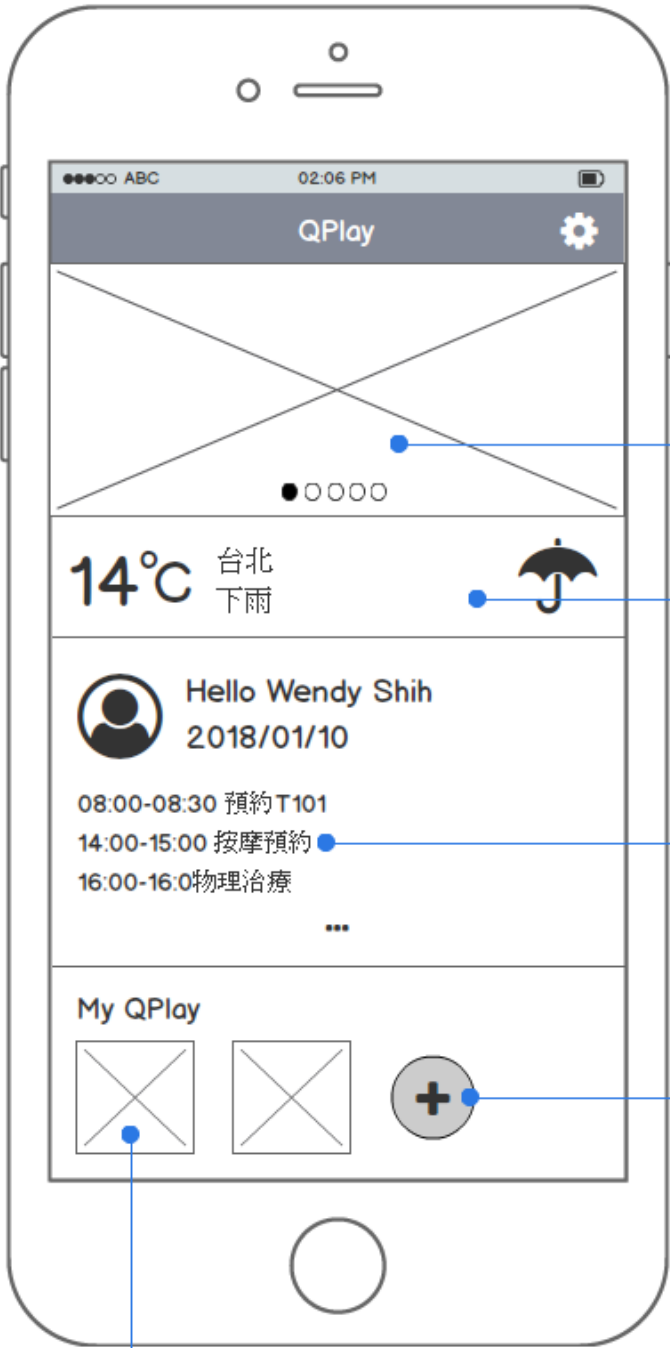 ABC 02:06 PM
QPlay
14°C
台北
下雨
Hello Wendy Shih
2018/01/10
08:00-08:30 預約T101
14:00-15:00 按摩預約
16:00-16:0物理治療
...
My QPlay